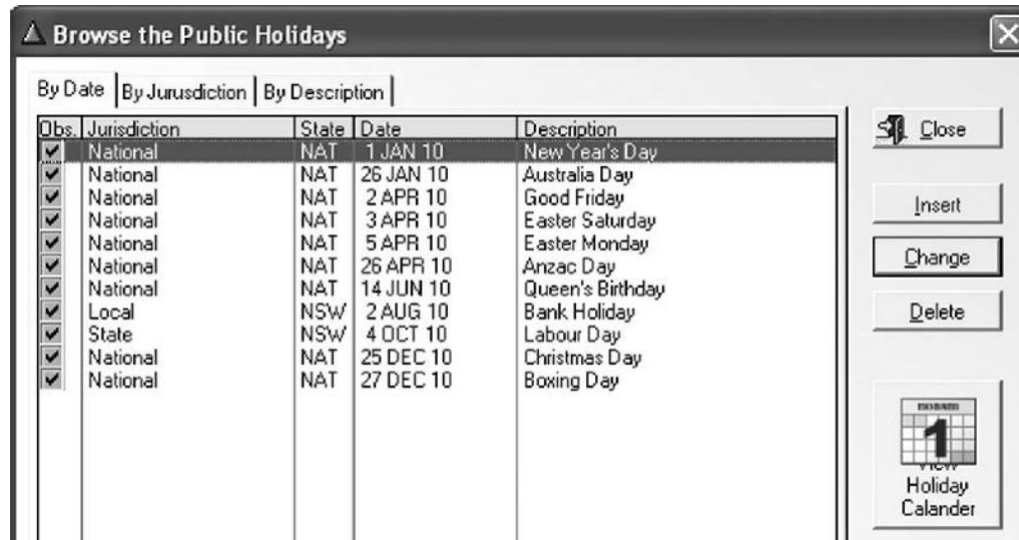 Browse the Public Holidays
By Date By Jurusdiction By Description
Obs. Jurisdiction State Date Description
National NAT 1 JAN 10 New Year's Day
National NAT 26 JAN 10 Australia Day
National NAT 2 APR 10 Good Friday
National NAT 3 APR 10 Easter Saturday
National NAT 5 APR 10 Easter Monday
National NAT 26 APR 10 Anzac Day
National NAT 14 JUN 10 Queen's Birthday
Local NSW 2 AUG 10 Bank Holiday
State NSW 4 OCT 10 Labour Day
National NAT 25 DEC 10 Christmas Day
National NAT 27 DEC 10 Boxing Day
Close
Insert
Change
Delete
1
View
Holiday
Calander